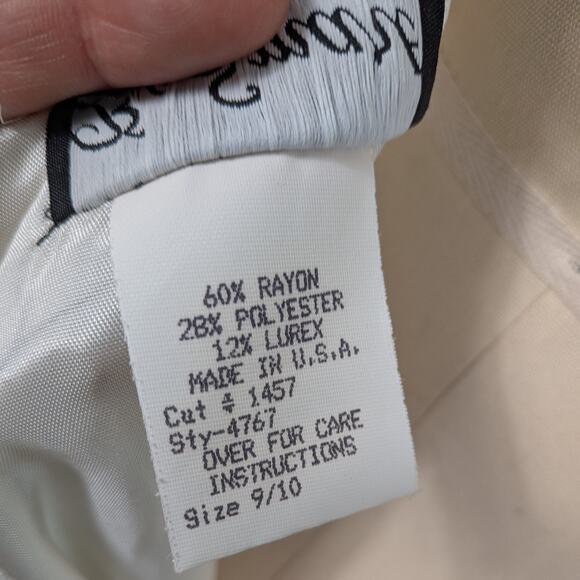 60% RAYON
28% POLYESTER
12% LUREX
MADE IN U.S.A.
Cut # 1457
Sty-4767
OVER FOR CARE
INSTRUCTIONS
Size 9/10